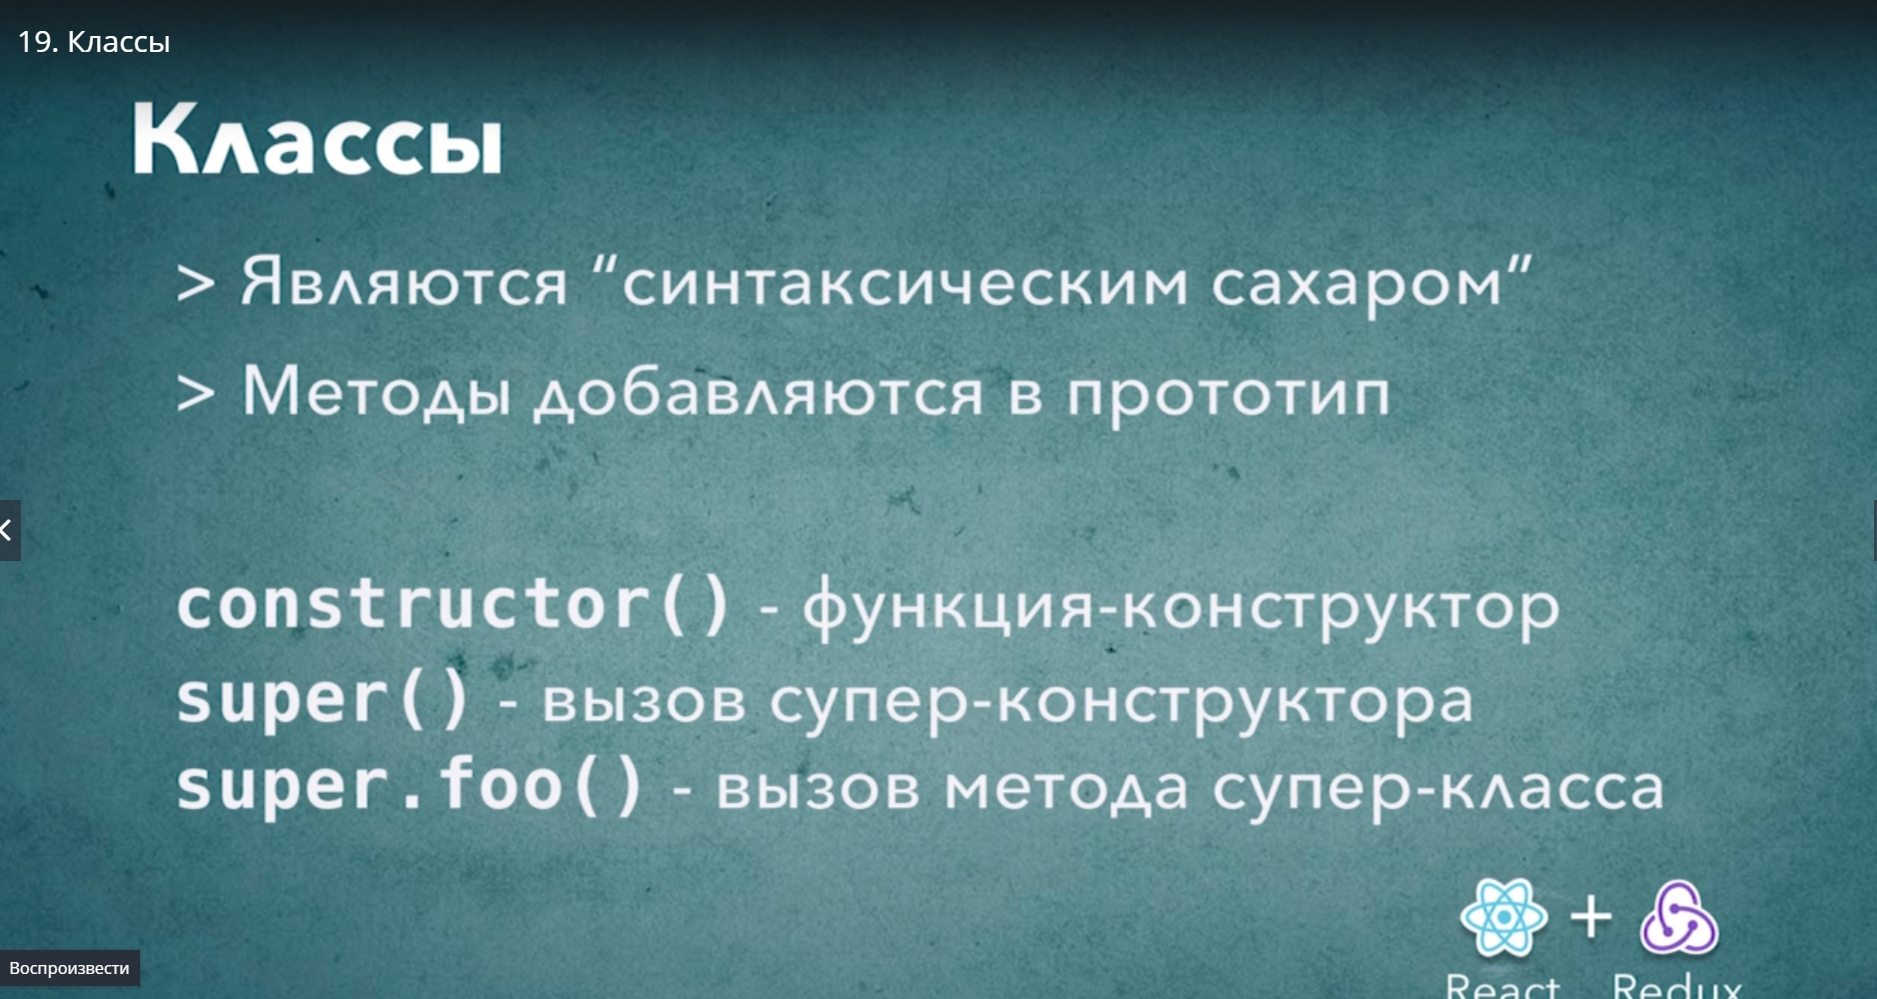 19. Классы
Классы
> Являются “синтаксическим сахаром”
> Методы добавляются в прототип
constructor() - функция-конструктор
super() - вызов супер-конструктора
super.foo() - вызов метода супер-класса
+
React Redux
Воспроизвести